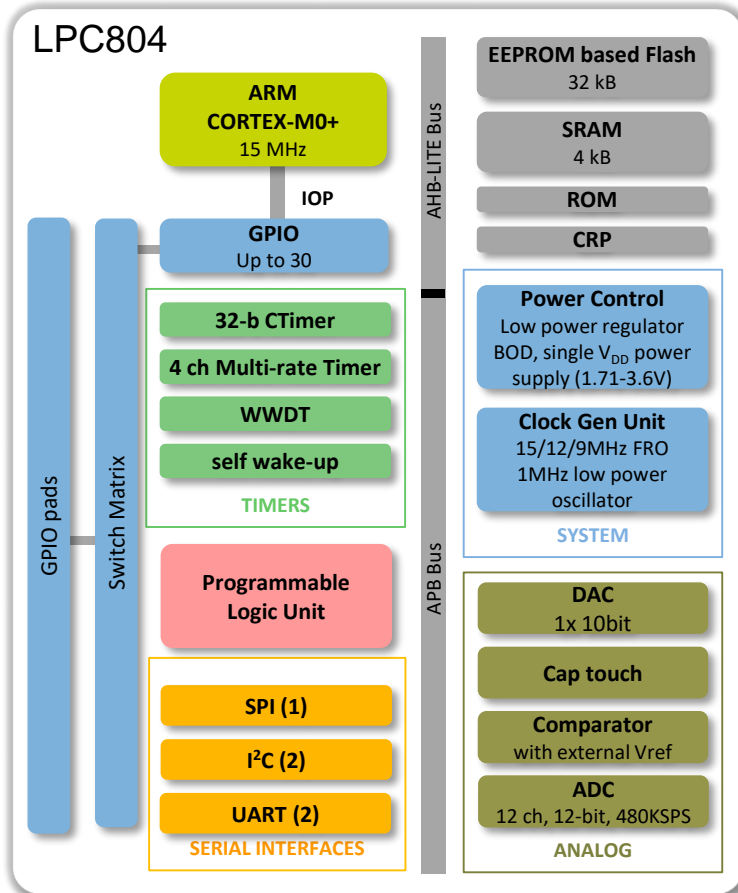 LPC804
ARM
CORTEX-M0+
15 MHz
IOP
GPIO
Up to 30
GPIO pads
Switch Matrix
32-b CTimer
4 ch Multi-rate Timer
WWDT
self wake-up
TIMERS
Programmable
Logic Unit
SPI (1)
I²C (2)
UART (2)
SERIAL INTERFACES
AHB-LITE Bus
APB Bus
EEPROM based Flash
32 kB
SRAM
4 kB
ROM
CRP
Power Control
Low power regulator
BOD, single VDD power
supply (1.71-3.6V)
Clock Gen Unit
15/12/9MHz FRO
1MHz low power
oscillator
SYSTEM
DAC
1x 10bit
Cap touch
Comparator
with external Vref
ADC
12 ch, 12-bit, 480KSPS
ANALOG